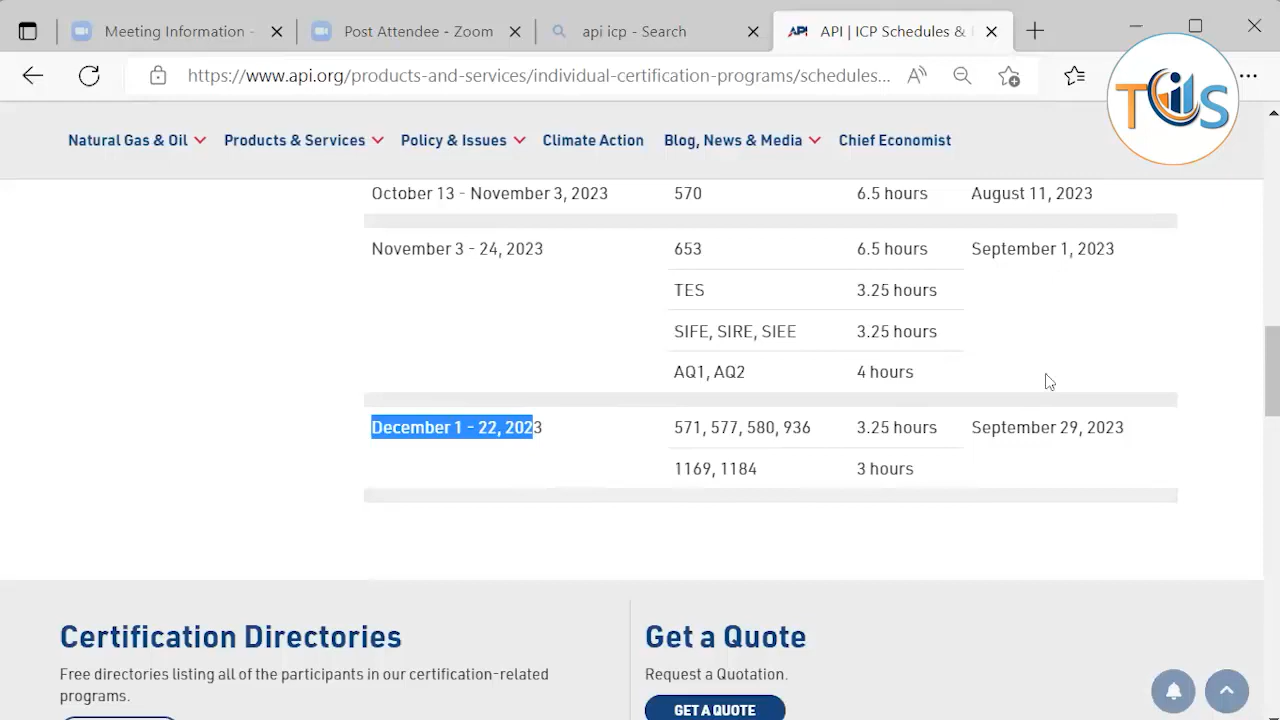 Meeting Information -
Post Attendee - Zoom
api icp - Search
API | ICP Schedules &
https://www.api.org/products-and-services/individual-certification-programs/schedules...
TCIIS
Natural Gas & Oil
Products & Services
Policy & Issues
Climate Action
Blog, News & Media
Chief Economist
October 13 - November 3, 2023 570 6.5 hours August 11, 2023
November 3 - 24, 2023 653 6.5 hours September 1, 2023
TES 3.25 hours
SIFE, SIRE, SIEE 3.25 hours
AQ1, AQ2 4 hours
December 1 - 22, 2023 571, 577, 580, 936 3.25 hours September 29, 2023
1169, 1184 3 hours
Certification Directories
Free directories listing all of the participants in our certification-related
programs.
Get a Quote
Request a Quotation.
GET A QUOTE